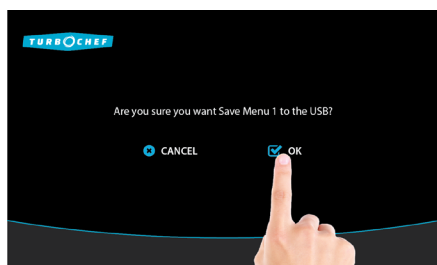 TURBOCHEF
Are you sure you want Save Menu 1 to the USB?
CANCEL
OK